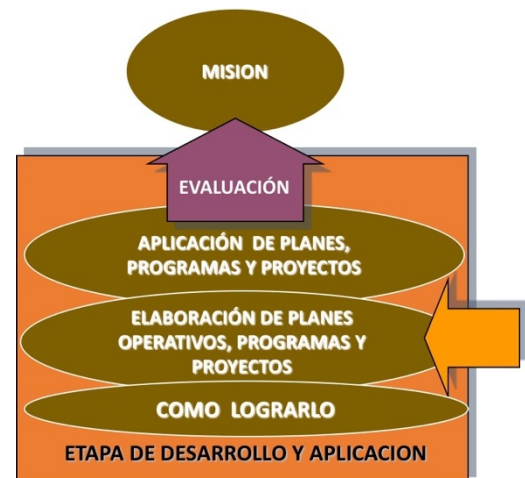 MISION
EVALUACIÓN
APLICACIÓN DE PLANES,
PROGRAMAS Y PROYECTOS
ELABORACIÓN DE PLANES
OPERATIVOS, PROGRAMAS Y
PROYECTOS
COMO LOGRARLO
ETAPA DE DESARROLLO Y APLICACION